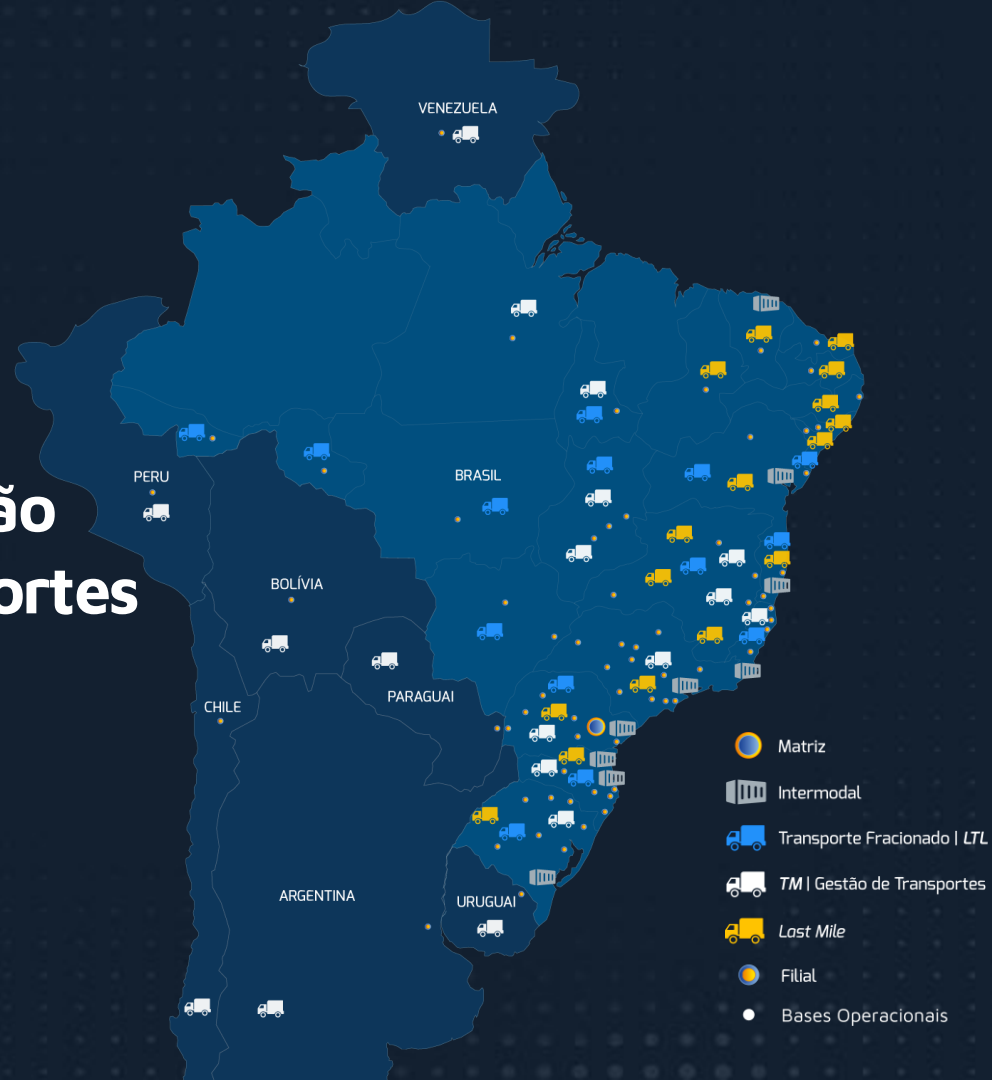 VENEZUELA
BRASIL
PERU
ão
ortes
BOLÍVIA
PARAGUAI
CHILE
ARGENTINA
URUGUAI
Matriz
Intermodal
Transporte Fracionado | LTL
TM | Gestão de Transportes
Last Mile
Filial
Bases Operacionais